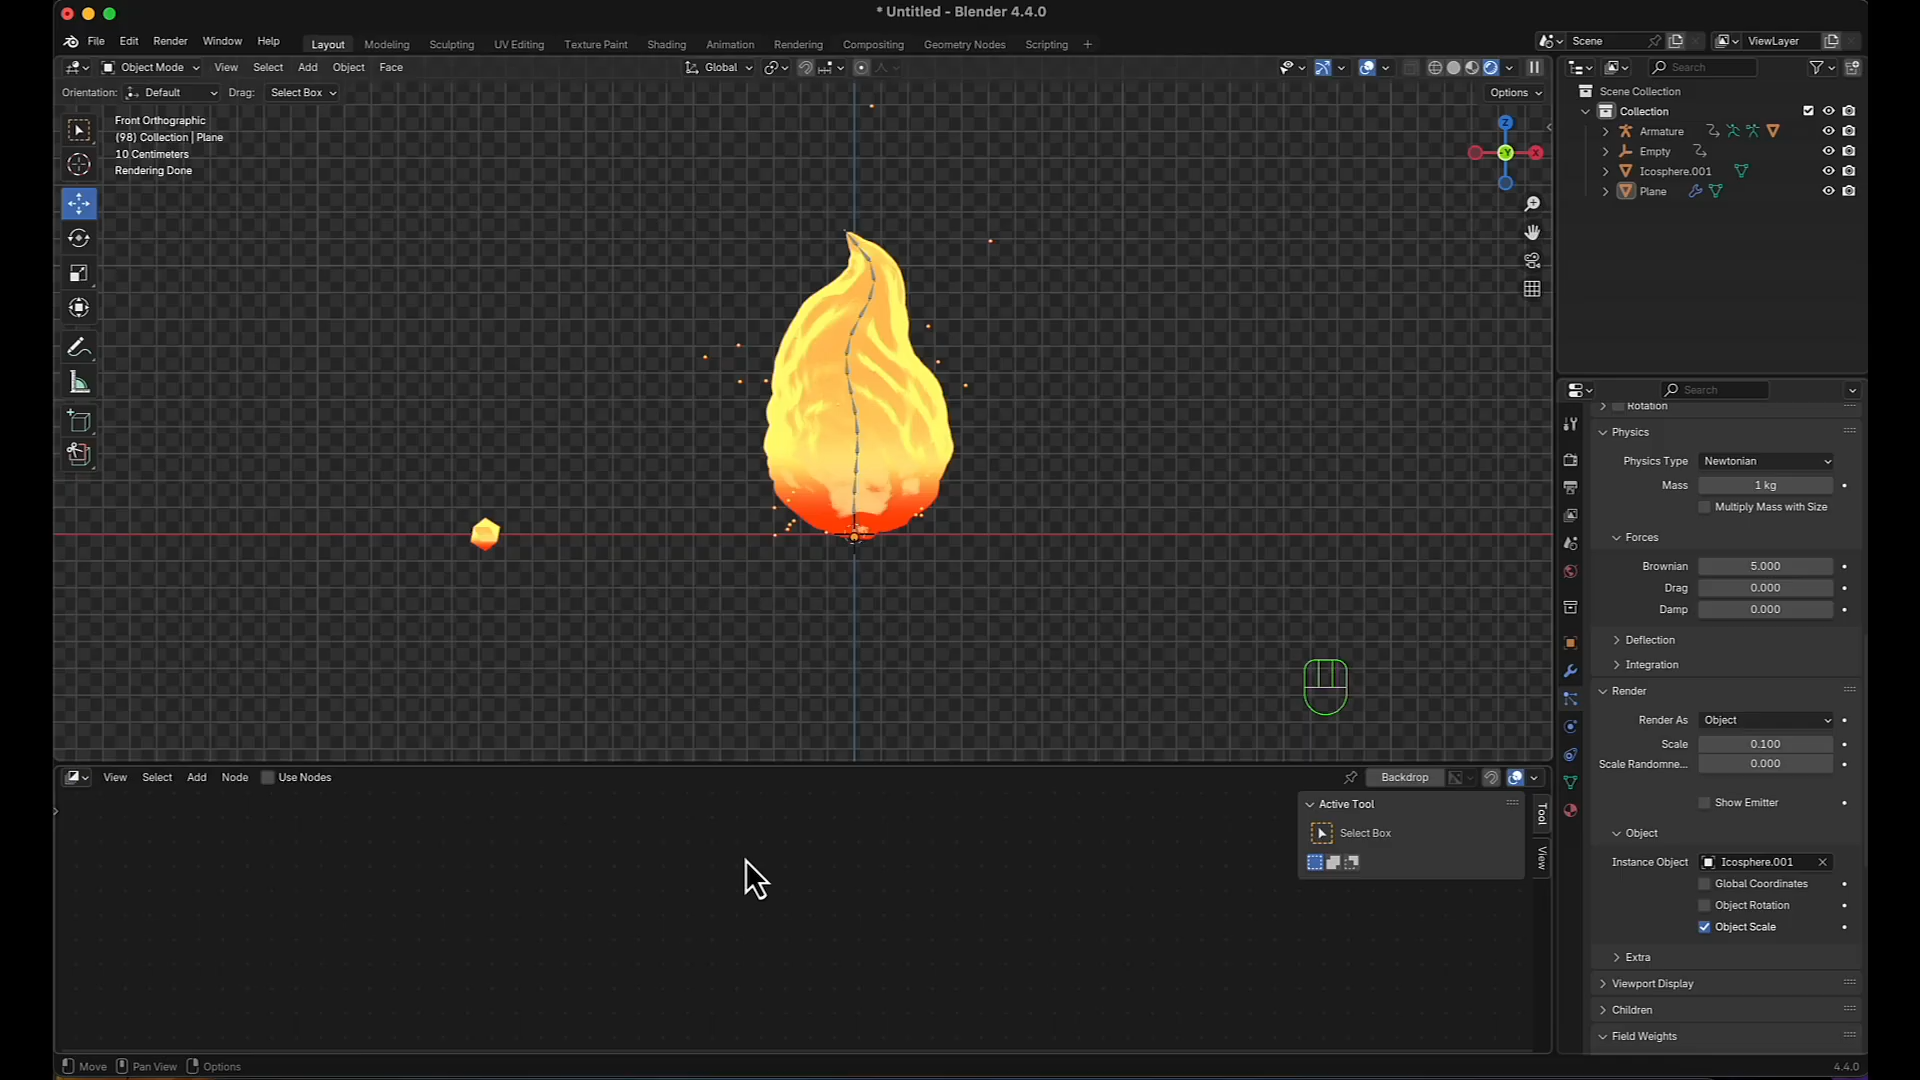 * Untitled - Blender 4.4.0
File Edit Render Window Help Layout Modeling Sculpting UV Editing Texture Paint Shading Animation Rendering Compositing Geometry Nodes Scripting + Scene ViewLayer
Object Mode View Select Add Object Face Global Search
Orientation: Default Drag: Select Box Options
Scene Collection
Collection
Armature
Empty
Icosphere.001
Plane
Front Orthographic
(98) Collection | Plane
10 Centimeters
Rendering Done
Z
Y
X
Search
Rotation
Physics
Physics Type Newtonian
Mass 1 kg
Multiply Mass with Size
Forces
Brownian 5.000
Drag 0.000
Damp 0.000
Deflection
Integration
Render
Render As Object
Scale 0.100
Scale Randomne... 0.000
Show Emitter
Object
Instance Object Icosphere.001
Global Coordinates
Object Rotation
Object Scale
Extra
Viewport Display
Children
Field Weights
View Select Add Node Use Nodes Backdrop
Active Tool
Select Box
Tool
View
Move Pan View Options 4.4.0